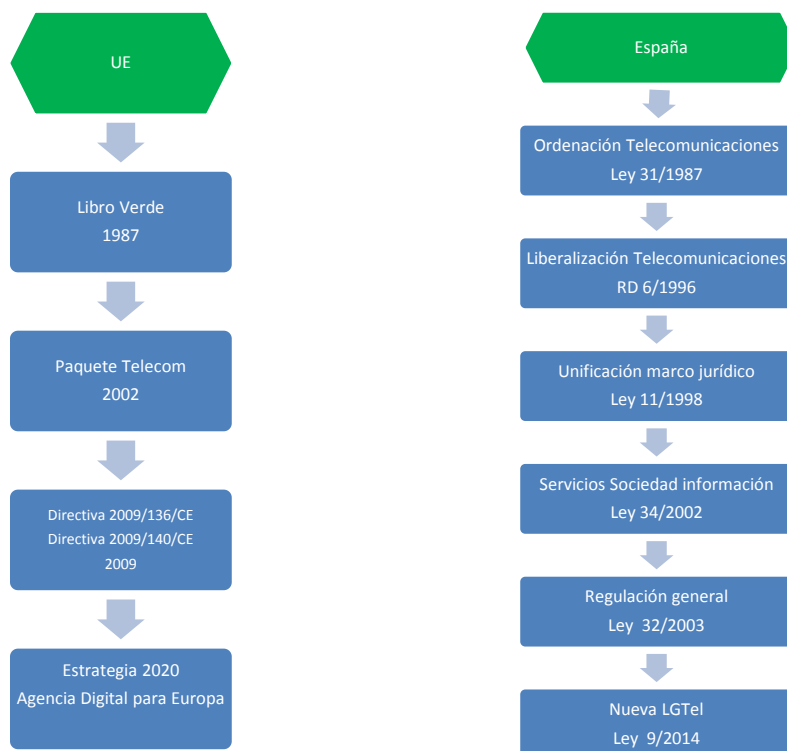 UE
Libro Verde
1987
Paquete Telecom
2002
Directiva 2009/136/CE
Directiva 2009/140/CE
2009
Estrategia 2020
Agencia Digital para Europa
España
Ordenación Telecomunicaciones
Ley 31/1987
Liberalización Telecomunicaciones
RD 6/1996
Unificación marco jurídico
Ley 11/1998
Servicios Sociedad información
Ley 34/2002
Regulación general
Ley 32/2003
Nueva LGTel
Ley 9/2014